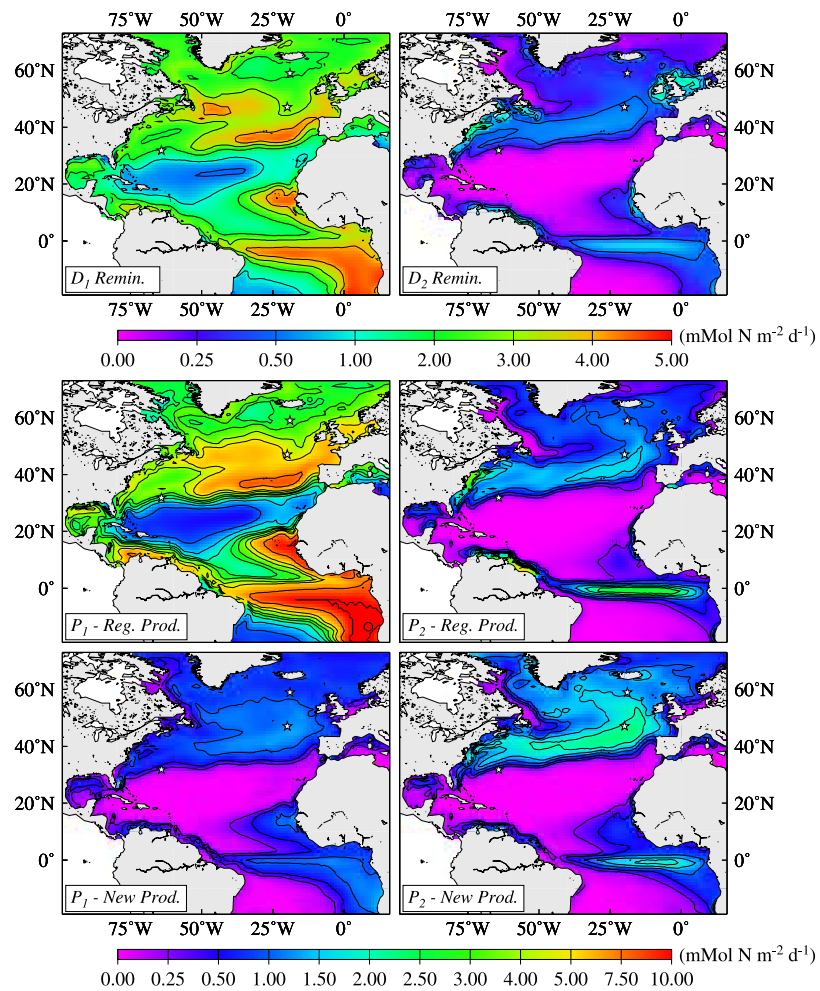 75°W 50°W 25°W 0° 75°W 50°W 25°W 0°
60°N 60°N
40°N 40°N
20°N 20°N
0° 0°
D1 Remin. D2 Remin.
75°W 50°W 25°W 0° 75°W 50°W 25°W 0°
(mMol N m-2 d-1)
0.00 0.25 0.50 1.00 2.00 3.00 4.00 5.00
60°N 60°N
40°N 40°N
20°N 20°N
0° 0°
P1 - Reg. Prod. P2 - Reg. Prod.
60°N 60°N
40°N 40°N
20°N 20°N
0° 0°
P1 - New Prod. P2 - New Prod.
75°W 50°W 25°W 0° 75°W 50°W 25°W 0°
(mMol N m-2 d-1)
0.00 0.25 0.50 1.00 1.50 2.00 2.50 3.00 4.00 5.00 7.50 10.00